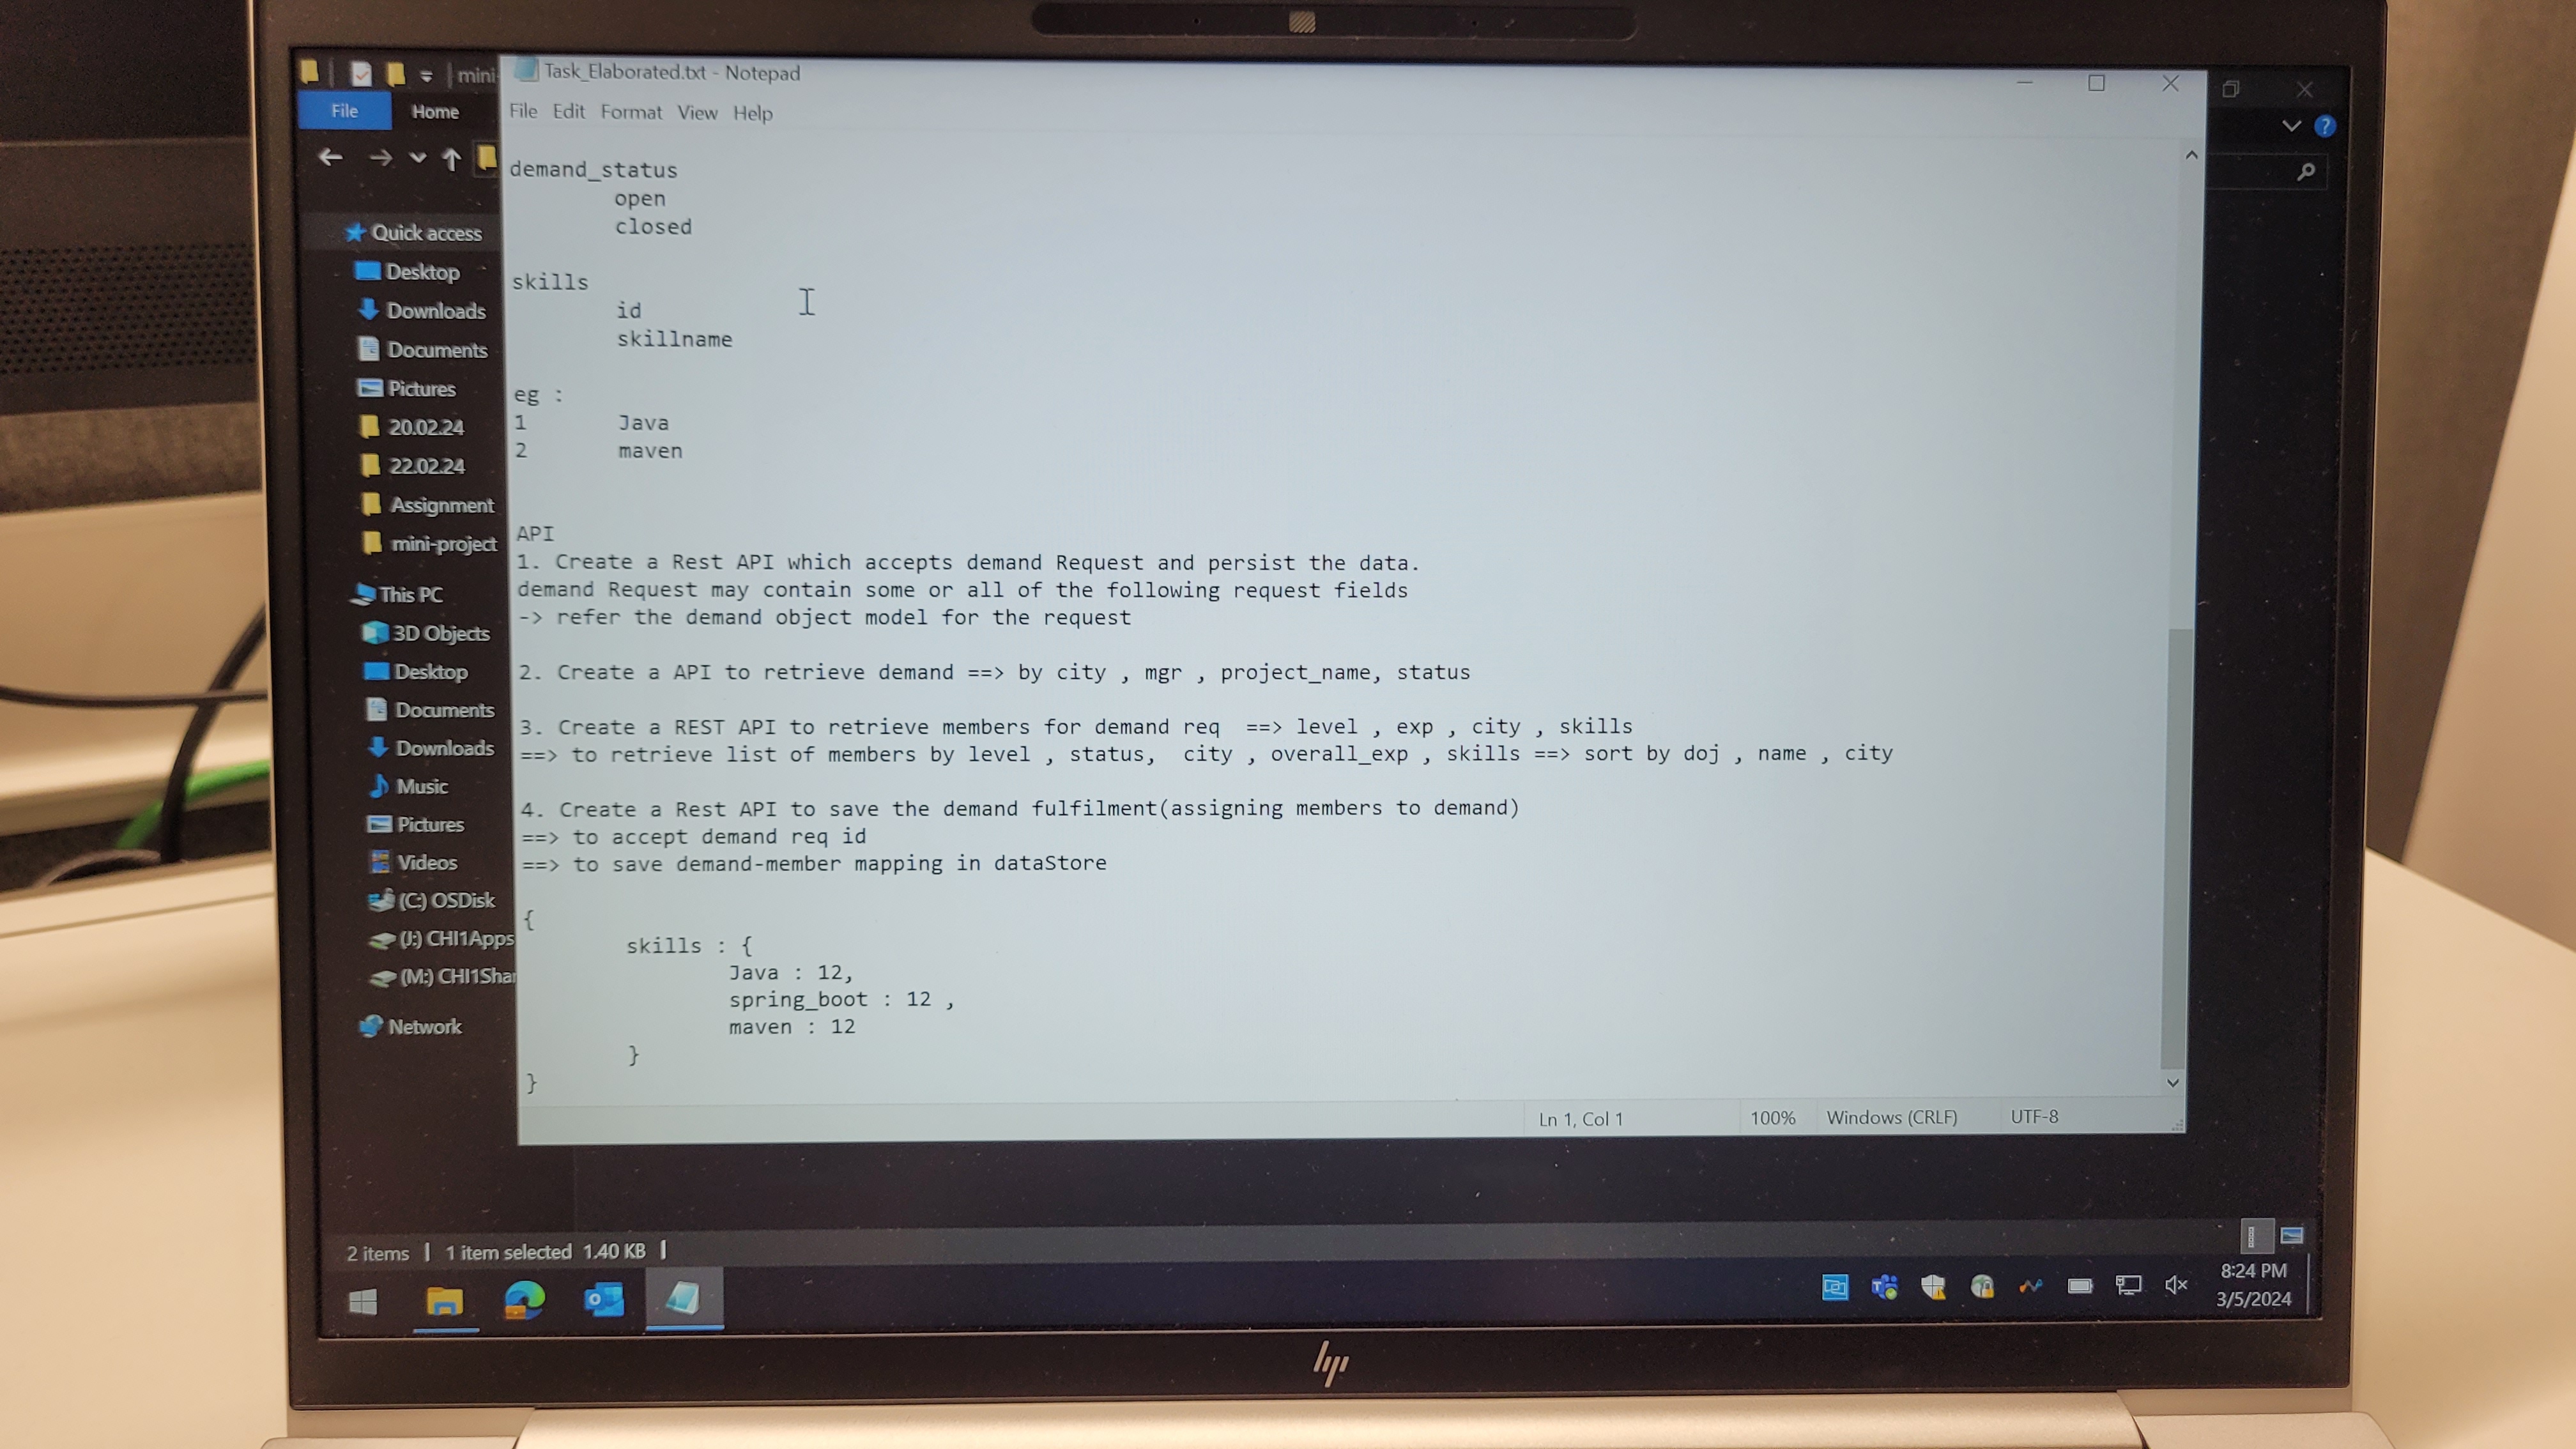 mini-
Task_Elaborated.txt - Notepad
File
Home
File Edit Format View Help
?
Quick access
Desktop
Downloads
Documents
Pictures
20.02.24
22.02.24
Assignment
mini-project
This PC
3D Objects
Desktop
Documents
Downloads
Music
Pictures
Videos
(C:) OSDisk
(J:) CHI1Apps
(M:) CHI1Shar
Network
demand_status
open
closed
skills
id
skillname
eg :
1 Java
2 maven
API
1. Create a Rest API which accepts demand Request and persist the data.
demand Request may contain some or all of the following request fields
-> refer the demand object model for the request
2. Create a API to retrieve demand ==> by city , mgr , project_name, status
3. Create a REST API to retrieve members for demand req ==> level , exp , city , skills
==> to retrieve list of members by level , status, city , overall_exp , skills ==> sort by doj , name , city
4. Create a Rest API to save the demand fulfilment(assigning members to demand)
==> to accept demand req id
==> to save demand-member mapping in dataStore
{
skills : {
Java : 12,
spring_boot : 12 ,
maven : 12
}
}
Ln 1, Col 1 100% Windows (CRLF) UTF-8
2 items 1 item selected 1.40 KB
8:24 PM
3/5/2024
hp